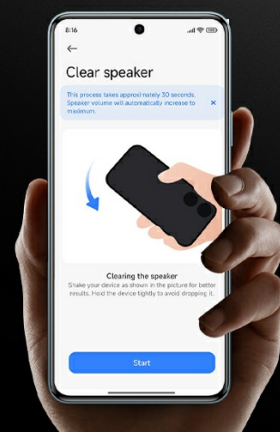 8:16
Clear speaker
This process takes approximately 30 seconds.
Speaker volume will automatically increase to
maximum.
Clearing the speaker
Shake your device as shown in the picture for better
results. Hold the device tightly to avoid dropping it.
Start